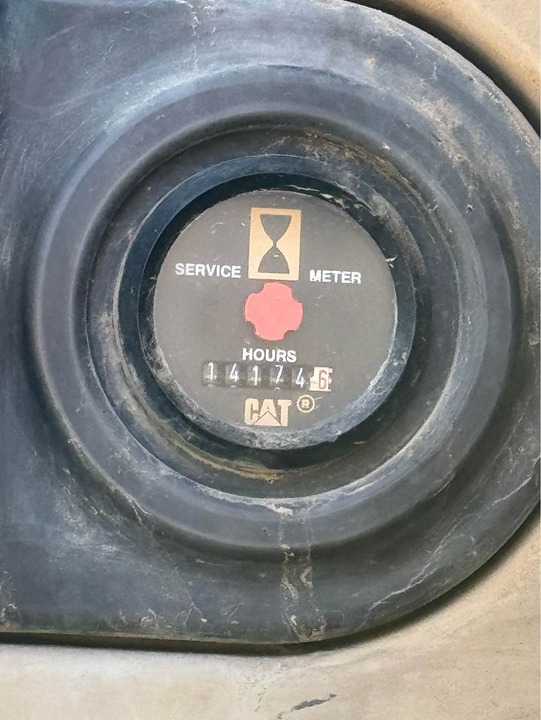 SERVICE METER
HOURS
141746
CAT ®